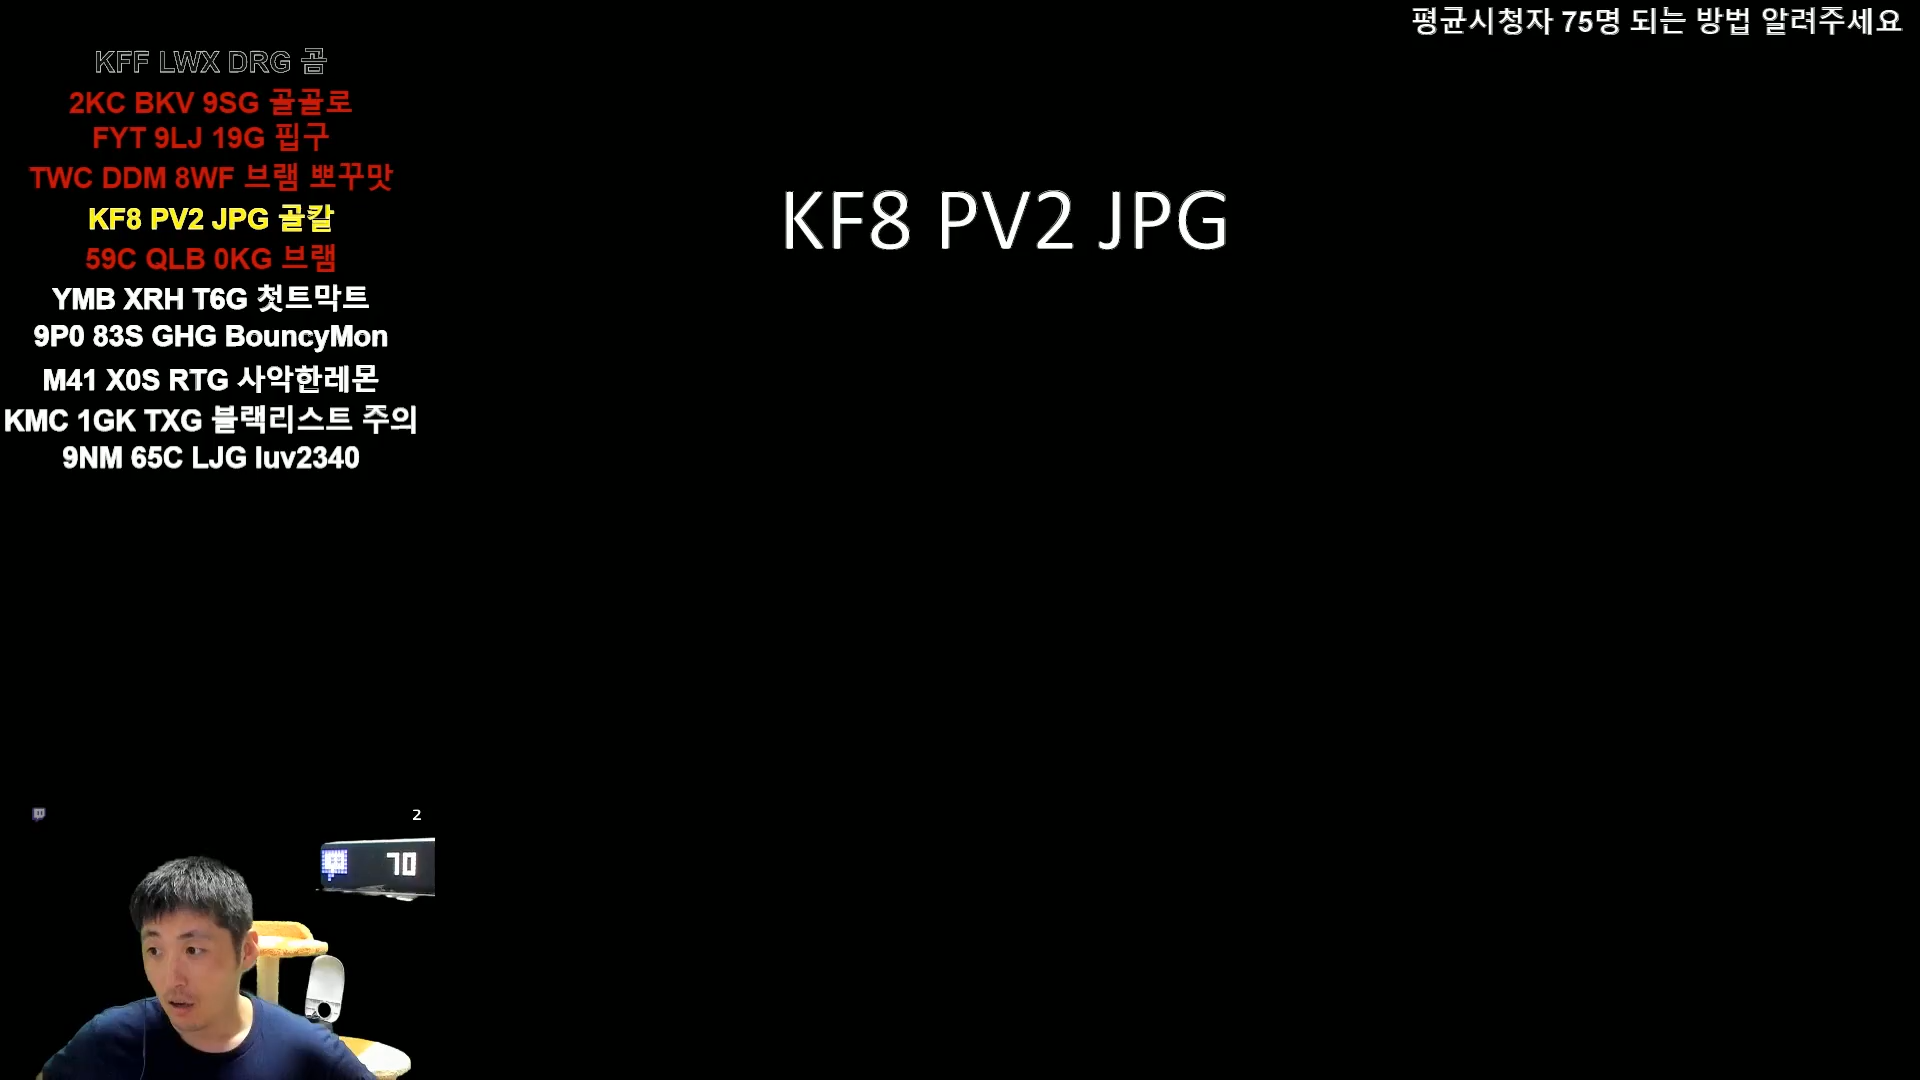 평균시청자 75명 되는 방법 알려주세요
KFF LWX DRG 곰
2KC BKV 9SG 골골로
FYT 9LJ 19G 핍구
TWC DDM 8WF 브램 뽀꾸맛
KF8 PV2 JPG 골칼
59C QLB 0KG 브램
YMB XRH T6G 첫트막트
9P0 83S GHG BouncyMon
M41 X0S RTG 사악한레몬
KMC 1GK TXG 블랙리스트 주의
9NM 65C LJG luv2340
KF8 PV2 JPG
2
70